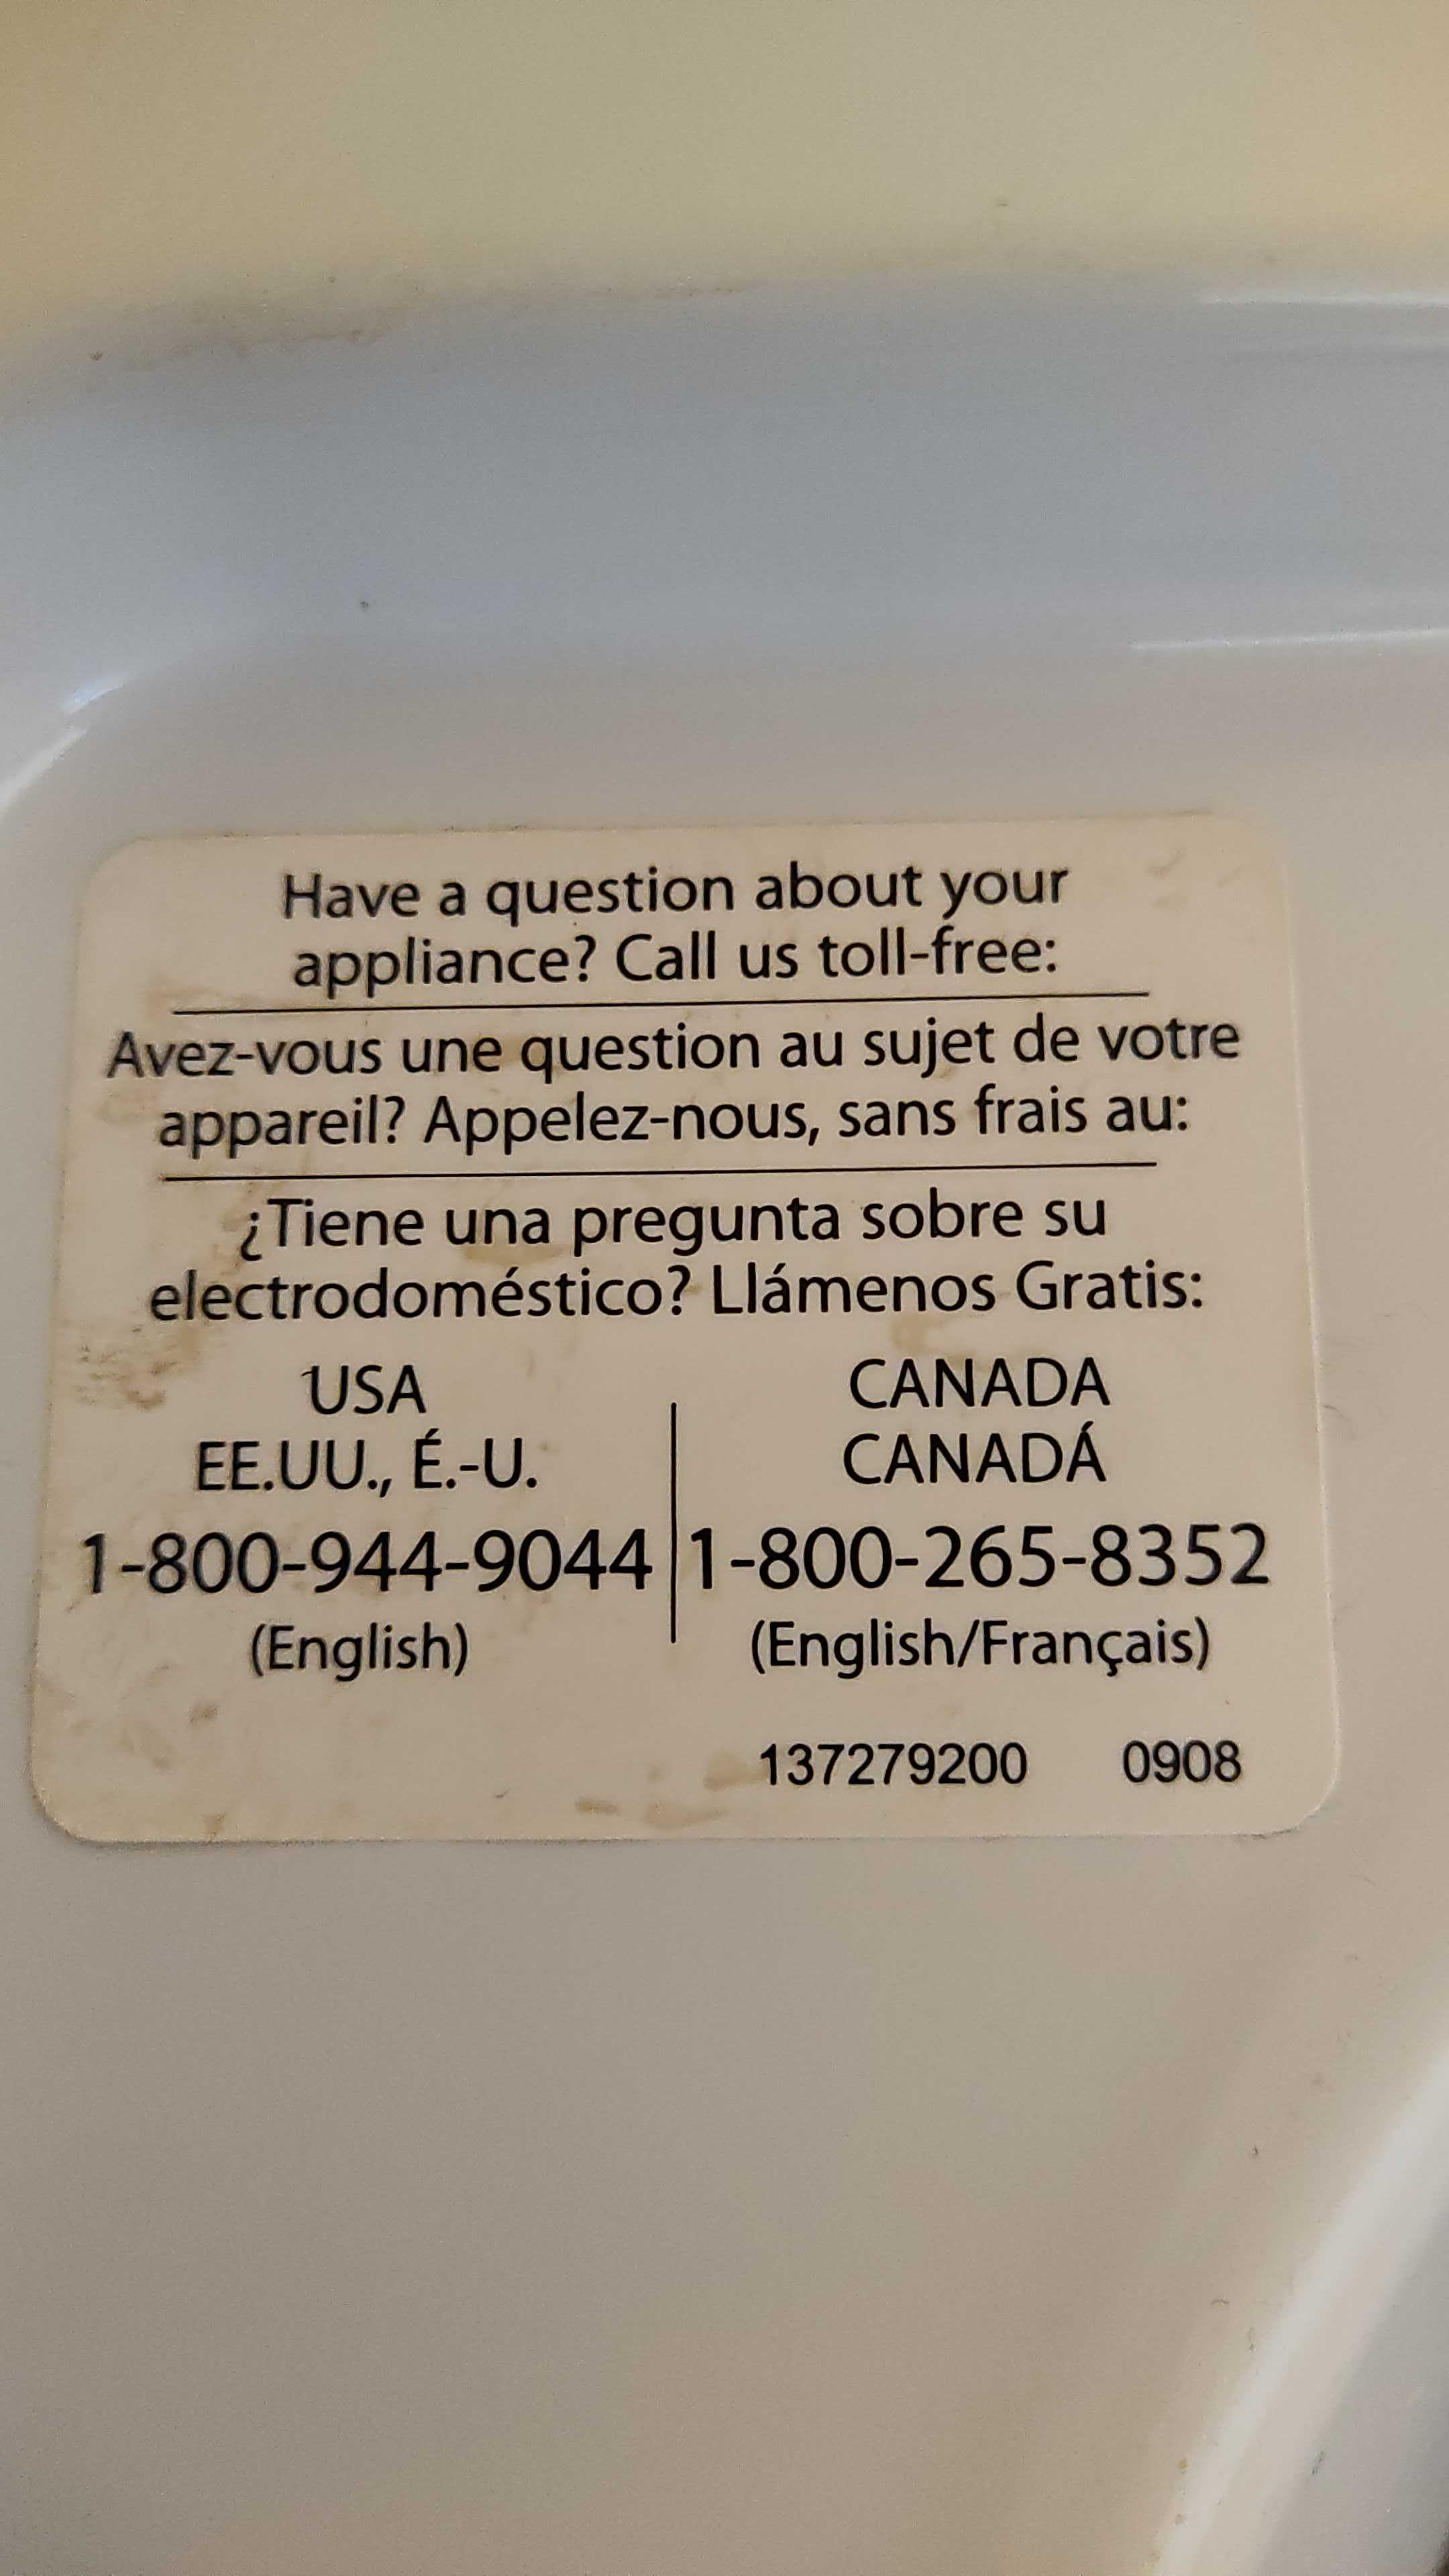 Have a question about your
appliance? Call us toll-free:
Avez-vous une question au sujet de votre
appareil? Appelez-nous, sans frais au:
¿Tiene una pregunta sobre su
electrodoméstico? Llámenos Gratis:
USA
EE.UU., É.-U.
1-800-944-9044
(English)
CANADA
CANADÁ
1-800-265-8352
(English/Français)
137279200 0908